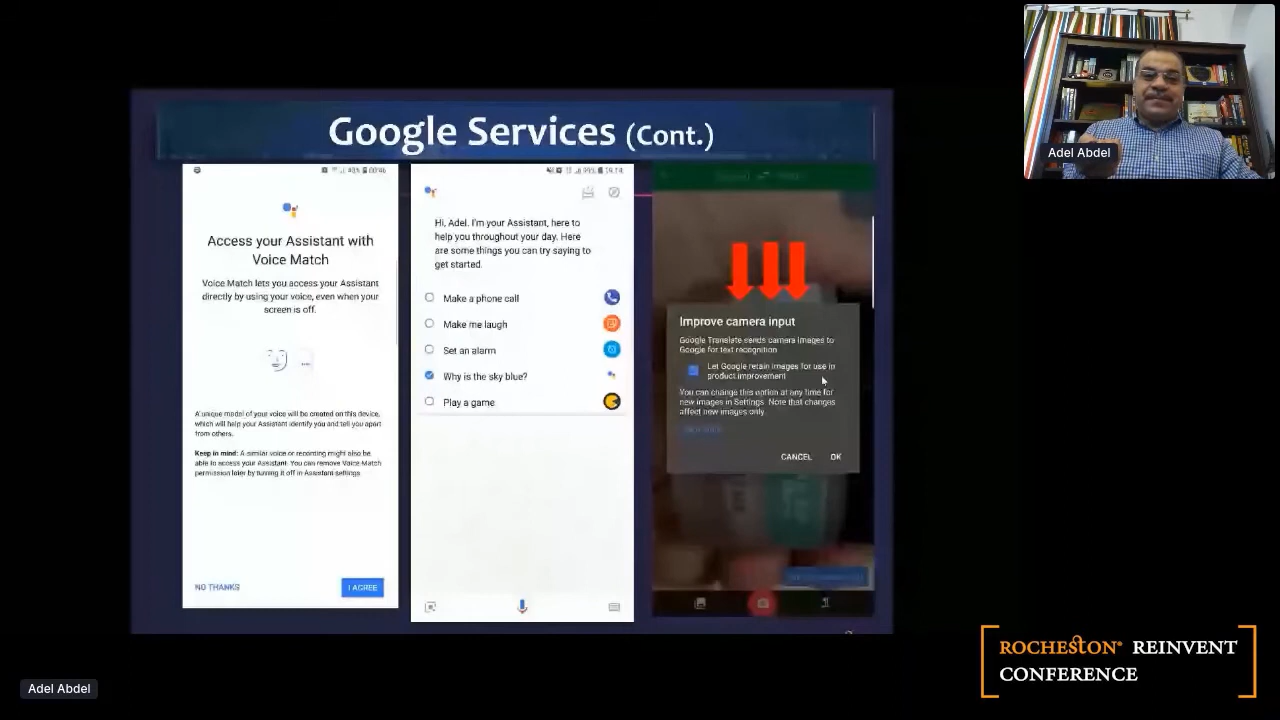 Google Services (Cont.)
40% 00:46
Access your Assistant with
Voice Match
Voice Match lets you access your Assistant
directly by using your voice, even when your
screen is off.
A unique model of your voice will be created on this device,
which will help your Assistant identify you and tell you apart
from others.
Keep in mind: A similar voice or recording might also be
able to access your Assistant. You can remove Voice Match
permission later by turning it off in Assistant settings.
NO THANKS
I AGREE
99% 19:14
Hi, Adel. I'm your Assistant, here to
help you throughout your day. Here
are some things you can try saying to
get started.
Make a phone call
Make me laugh
Set an alarm
Why is the sky blue?
Play a game
Improve camera input
Google Translate sends camera images to
Google for text recognition
Let Google retain images for use in
product improvement
You can change this option at any time for
new images in Settings. Note that changes
affect new images only.
CANCEL OK
Adel Abdel
ROCHESTON® REINVENT
CONFERENCE
Adel Abdel